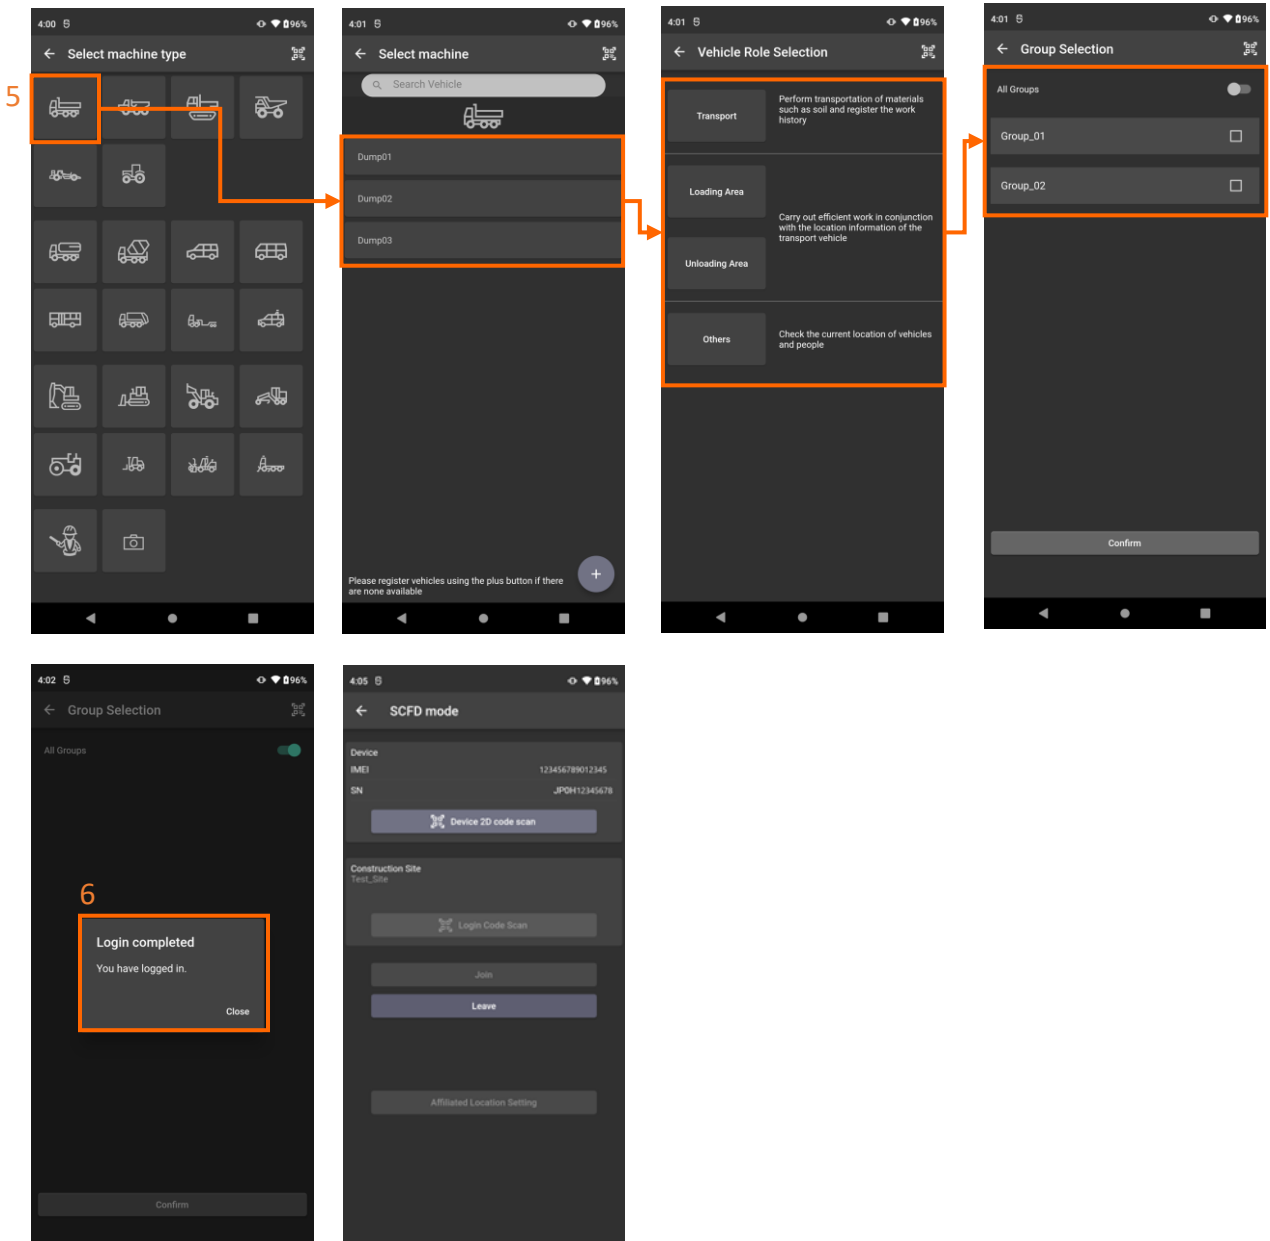 5
4:00
96%
Select machine type
4:01
96%
Select machine
Search Vehicle
Dump01
Dump02
Dump03
Please register vehicles using the plus button if there
are none available
4:01
96%
Vehicle Role Selection
Transport
Perform transportation of materials
such as soil and register the work
history
Loading Area
Unloading Area
Carry out efficient work in conjunction
with the location information of the
transport vehicle
Others
Check the current location of vehicles
and people
4:01
96%
Group Selection
All Groups
Group_01
Group_02
Confirm
4:02
96%
Group Selection
All Groups
6
Login completed
You have logged in.
Close
Confirm
4:05
96%
SCFD mode
Device
IMEI 123456789012345
SN JP0H12345678
Device 2D code scan
Construction Site
Test_Site
Login Code Scan
Join
Leave
Affiliated Location Setting